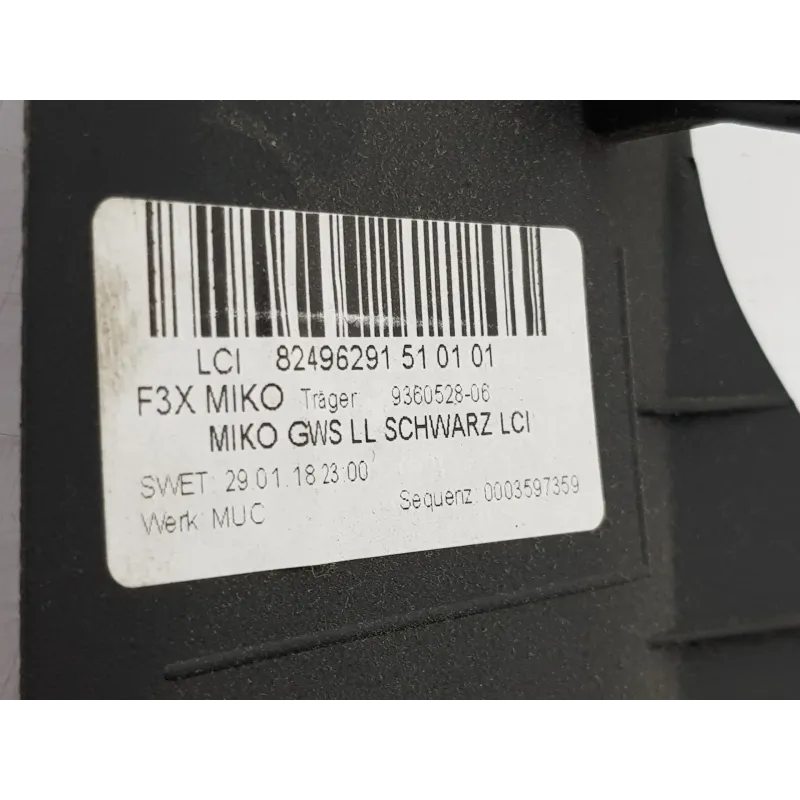 LCI 82496291 51 01 01
F3X MIKO Träger 9360528-06
MIKO GWS LL SCHWARZ LCI
SWET: 29.01.18 23:00
Sequenz: 0003597359
Werk: MUC